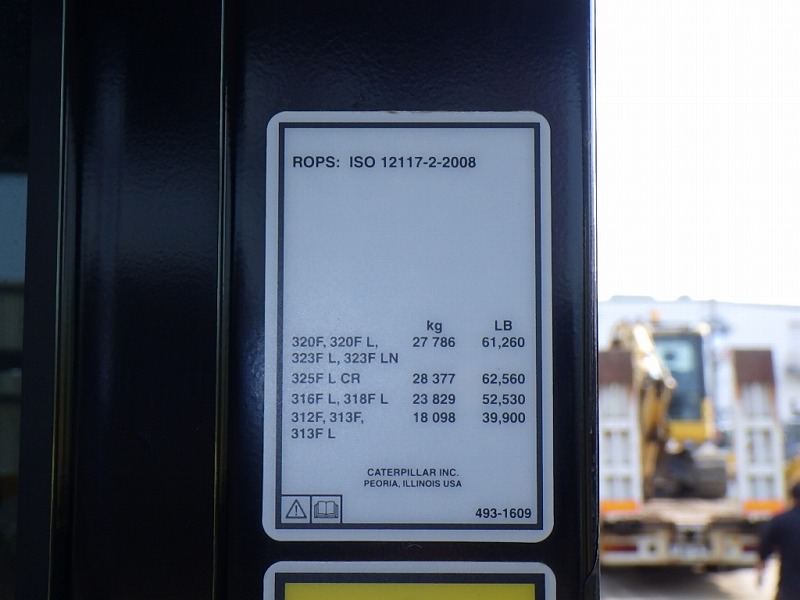 ROPS: ISO 12117-2-2008
kg LB
320F, 320F L, 27 786 61,260
323F L, 323F LN
325F L CR 28 377 62,560
316F L, 318F L 23 829 52,530
312F, 313F, 18 098 39,900
313F L
CATERPILLAR INC.
PEORIA, ILLINOIS USA
493-1609